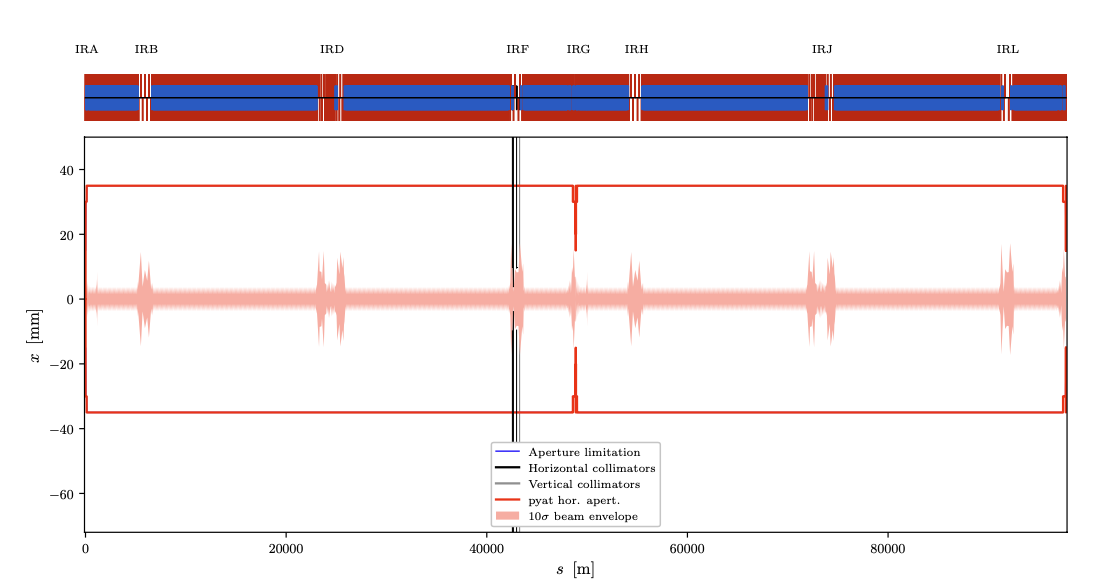 IRA IRB IRD IRF IRG IRH IRJ IRL
40
20
0
−20
−40
−60
x [mm]
Aperture limitation
Horizontal collimators
Vertical collimators
pyat hor. apert.
10σ beam envelope
0 20000 40000 60000 80000
s [m]